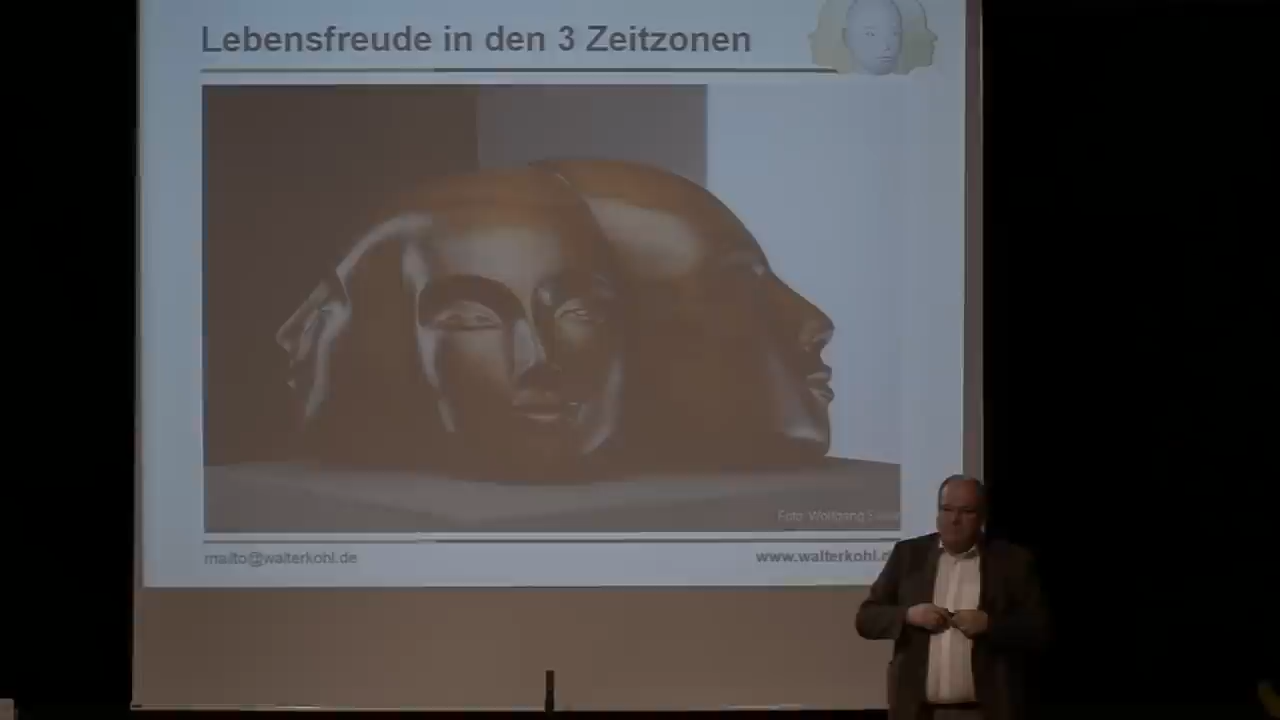 Lebensfreude in den 3 Zeitzonen
Foto: Wolfgang
mailto@walterkohl.de
www.walterkohl.d